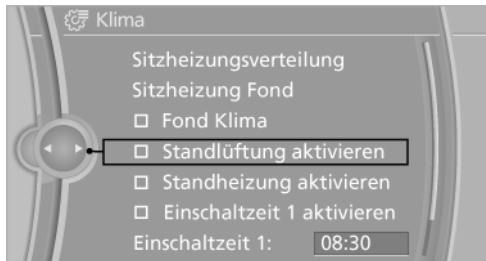 Klima
Sitzheizungsverteilung
Sitzheizung Fond
Fond Klima
Standlüftung aktivieren
Standheizung aktivieren
Einschaltzeit 1 aktivieren
Einschaltzeit 1: 08:30